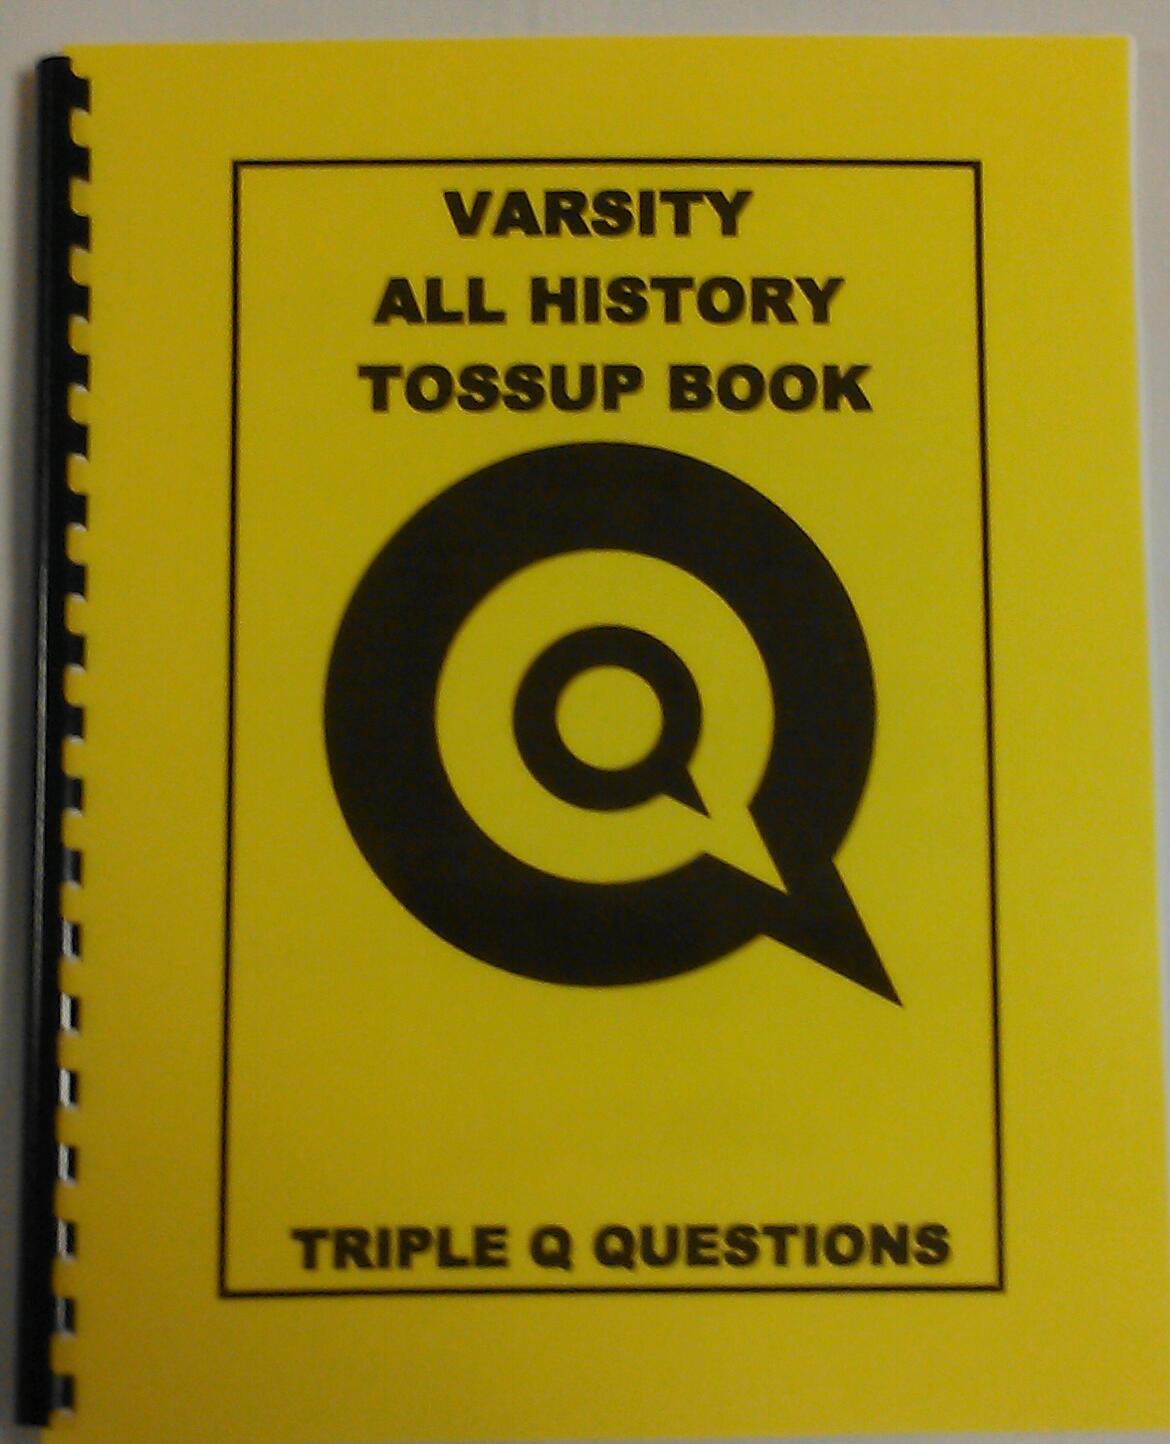 VARSITY
ALL HISTORY
TOSSUP BOOK
TRIPLE Q QUESTIONS